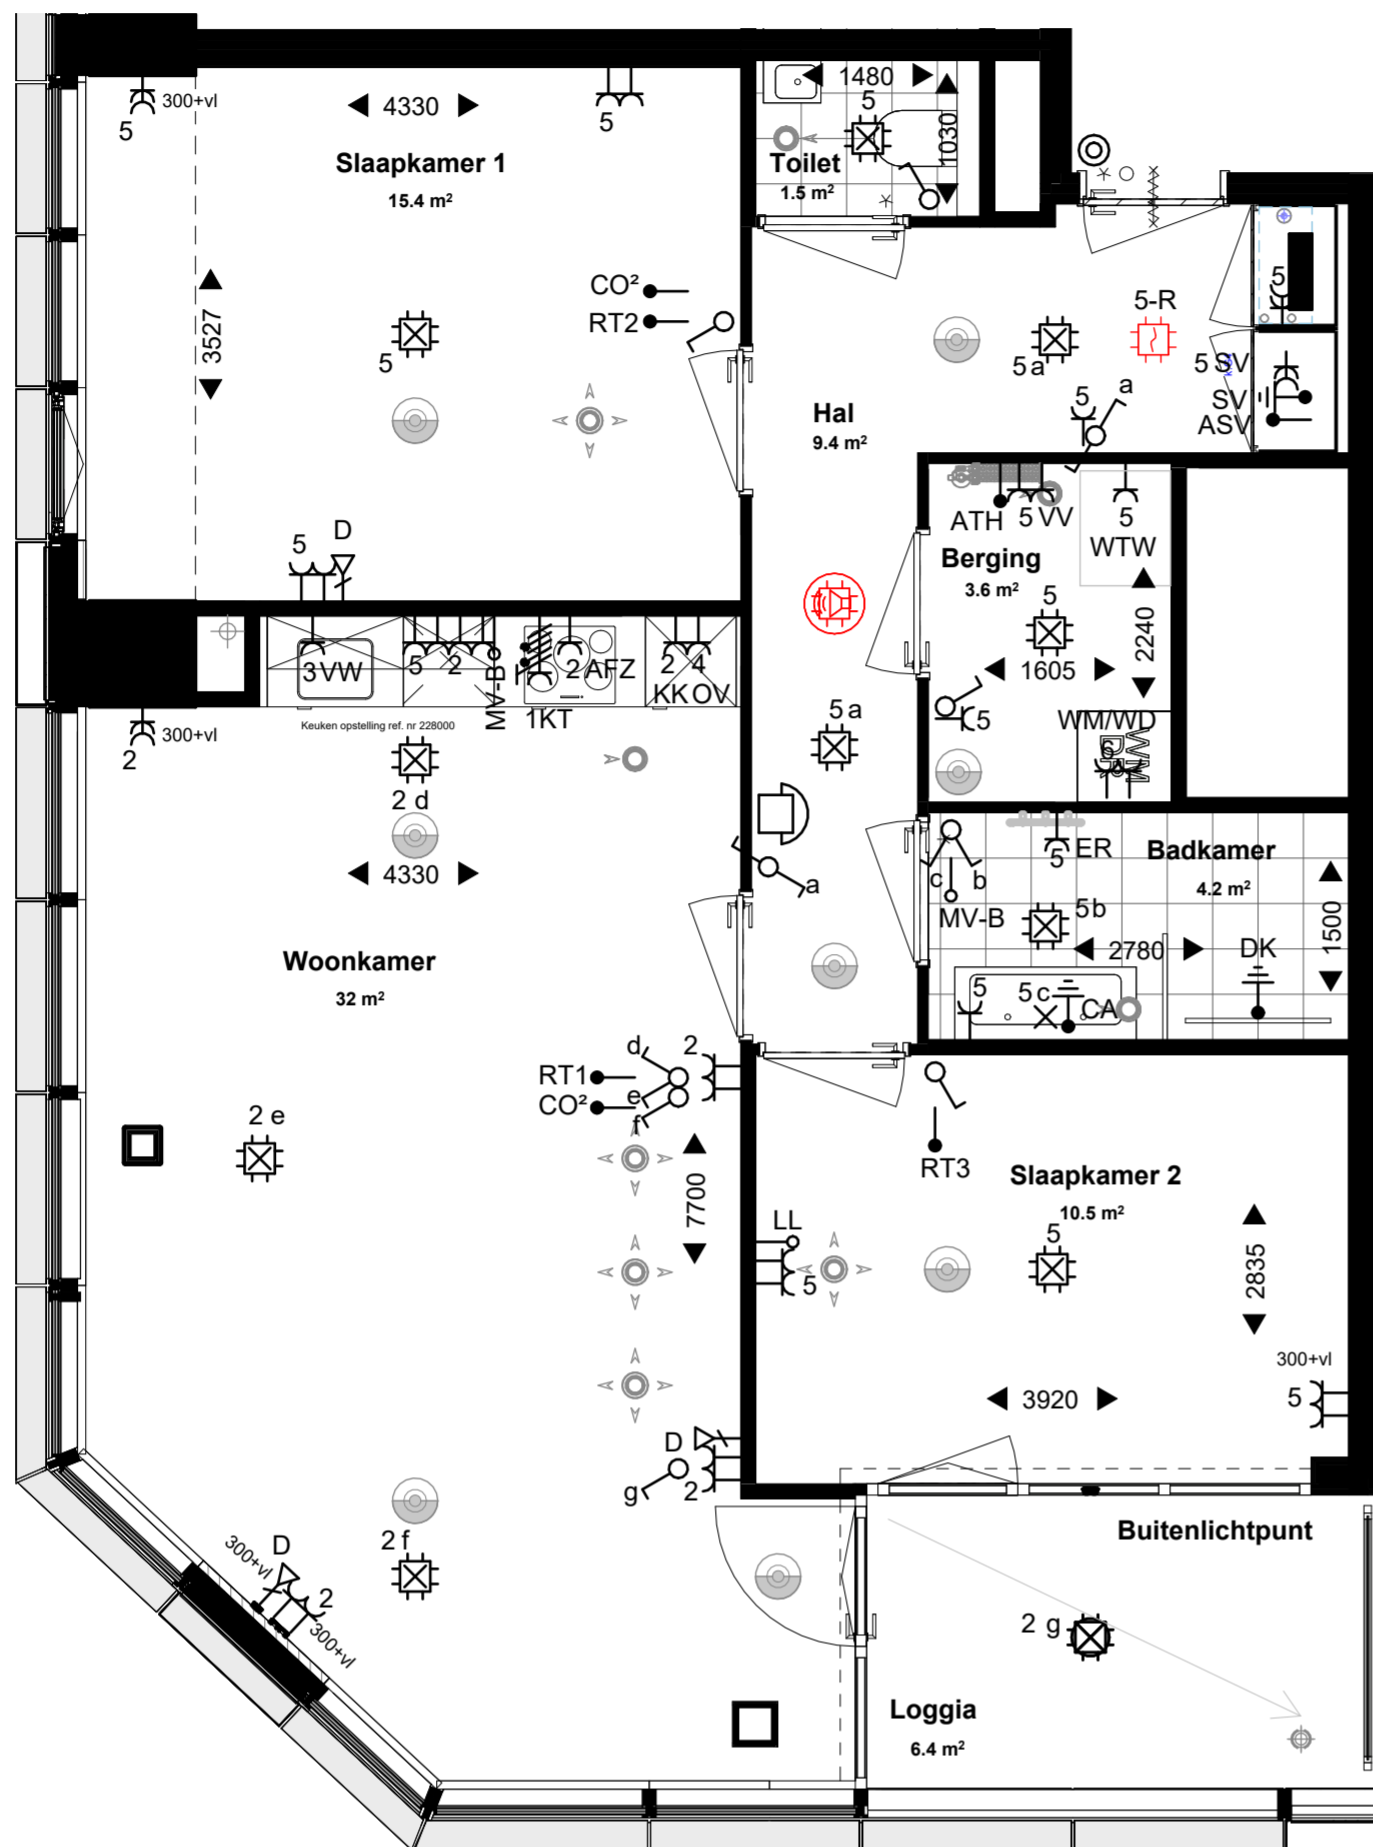 300+vl
5
4330
5
Slaapkamer 1
15.4 m²
1480
5
1030
Toilet
1.5 m²
3527
CO²
RT2
5
5
5-R
5a
5 SV
SV
ASV
5
a
Hal
9.4 m²
5
D
ATH
5 VV
5
WTW
Berging
3.6 m²
5
2240
1605
3VW
5
2
MV-B
1KT
2 AFZ
2
4
KK
OV
Keuken opstelling ref. nr 228000
300+vl
2
2 d
4330
5a
5
WM/WD
6
WM
a
c
b
MV-B
5
ER
Badkamer
4.2 m²
5b
2780
1500
DK
5
5 c
CA
Woonkamer
32 m²
d
2
RT1
e
CO²
f
2 e
7700
RT3
Slaapkamer 2
10.5 m²
LL
5
5
2835
300+vl
5
3920
D
g
2
2 f
300+vl
D
2
300+vl
Buitenlichtpunt
2 g
Loggia
6.4 m²